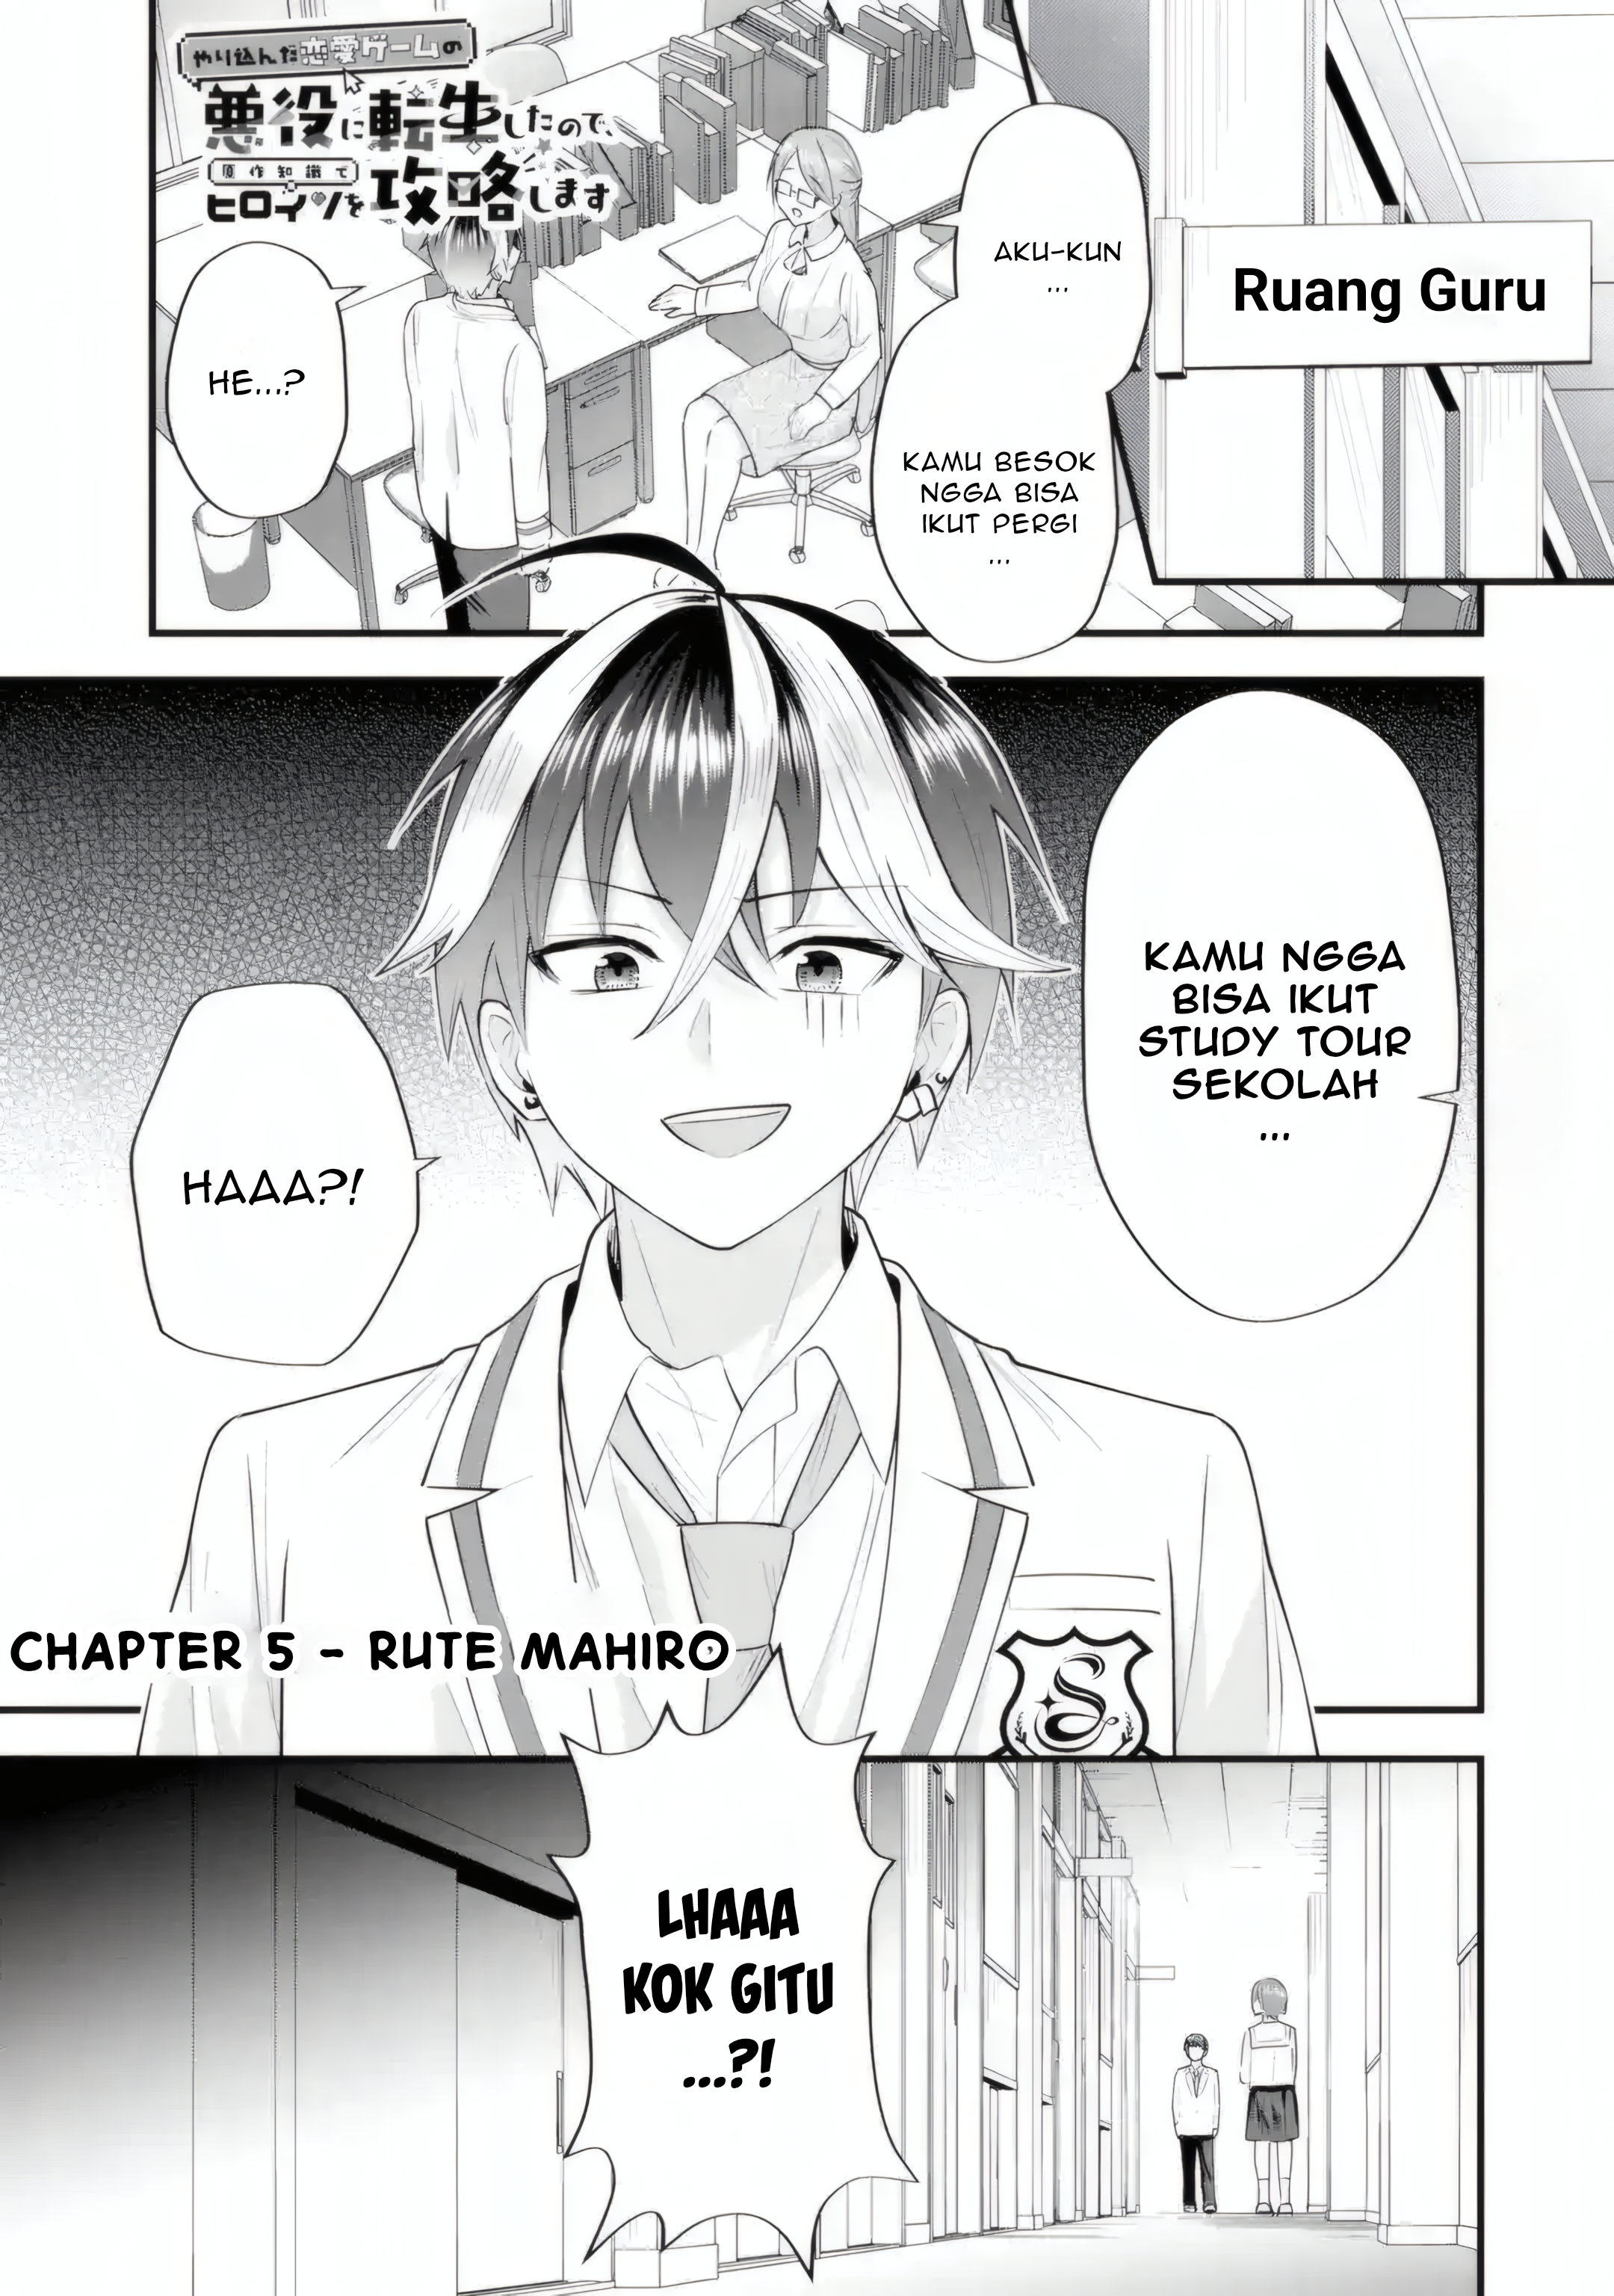 やり込んだ恋愛ゲームの
悪役に転生したので、
原作知識で
ヒロインを攻略します
Ruang Guru
AKU-KUN
...
KAMU BESOK
NGGA BISA
IKUT PERGI
...
HE...?
KAMU NGGA
BISA IKUT
STUDY TOUR
SEKOLAH
...
HAAA?!
S
CHAPTER 5 - RUTE MAHIRO
LHAAA
KOK GITU
...?!